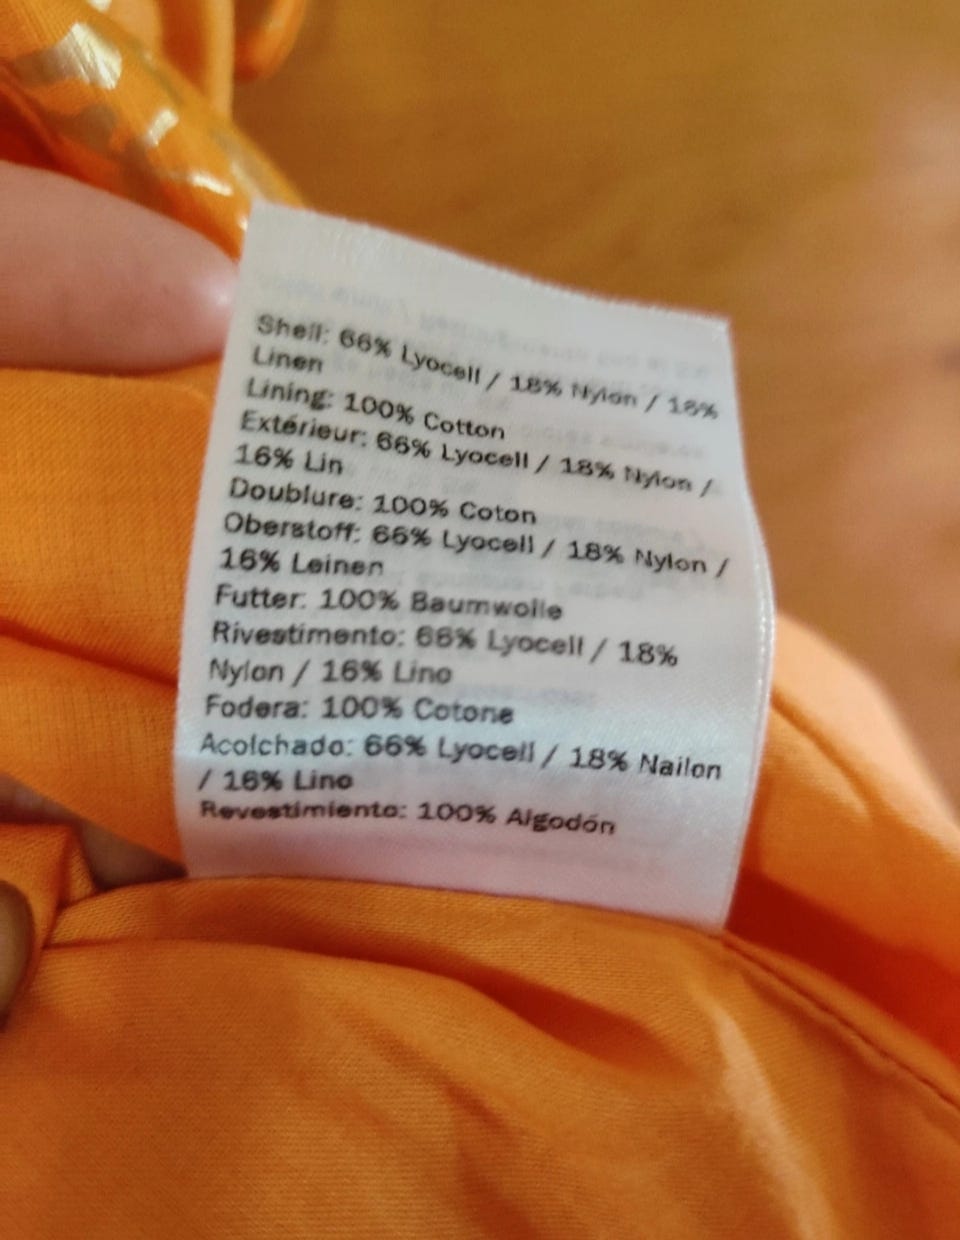 Shell: 66% Lyocell / 18% Nylon / 16%
Linen
Lining: 100% Cotton
Extérieur: 66% Lyocell / 18% Nylon /
16% Lin
Doublure: 100% Coton
Oberstoff: 66% Lyocell / 18% Nylon /
16% Leinen
Futter: 100% Baumwolle
Rivestimento: 66% Lyocell / 18%
Nylon / 16% Lino
Fodera: 100% Cotone
Acolchado: 66% Lyocell / 18% Nailon
/ 16% Lino
Revestimiento: 100% Algodón